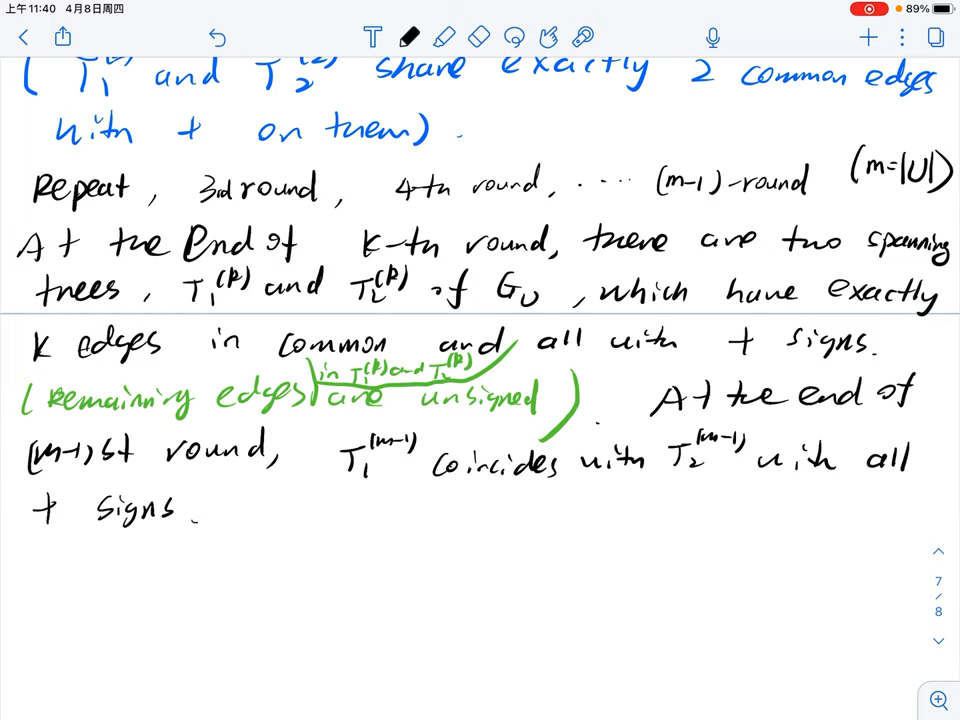 上午11:40 4月8日周四
89%
( T₁⁽²⁾ and T₂⁽²⁾ share exactly 2 common edges
with + on them) .
Repeat, 3rd round, 4-th round, ····· (m-1)-round (m=|U|)
At the End of K-th round, there are two spanning
trees, T₁⁽ᵏ⁾ and T₂⁽ᵏ⁾ of G_U, which have exactly
K edges in common and all with + signs.
in T₁⁽ᵏ⁾ and T₂⁽ᵏ⁾
(Remaining edges are unsigned). At the end of
(m-1)st round, T₁⁽ᵐ⁻¹⁾ coincides with T₂⁽ᵐ⁻¹⁾ with all
+ signs.
7
/
8